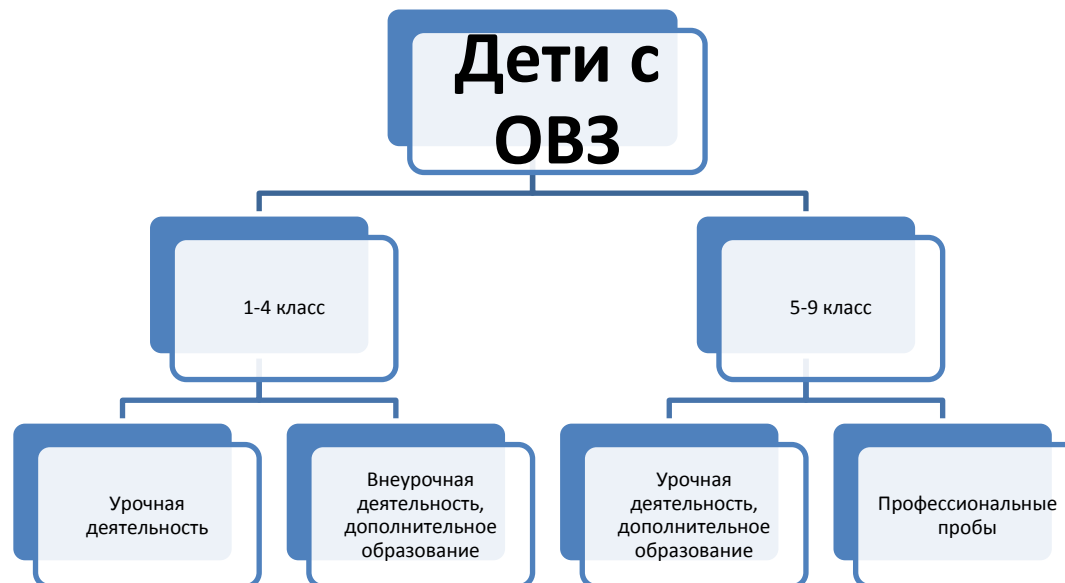 Дети с
ОВЗ
1-4 класс
5-9 класс
Урочная
деятельность
Внеурочная
деятельность,
дополнительное
образование
Урочная
деятельность,
дополнительное
образование
Профессиональные
пробы